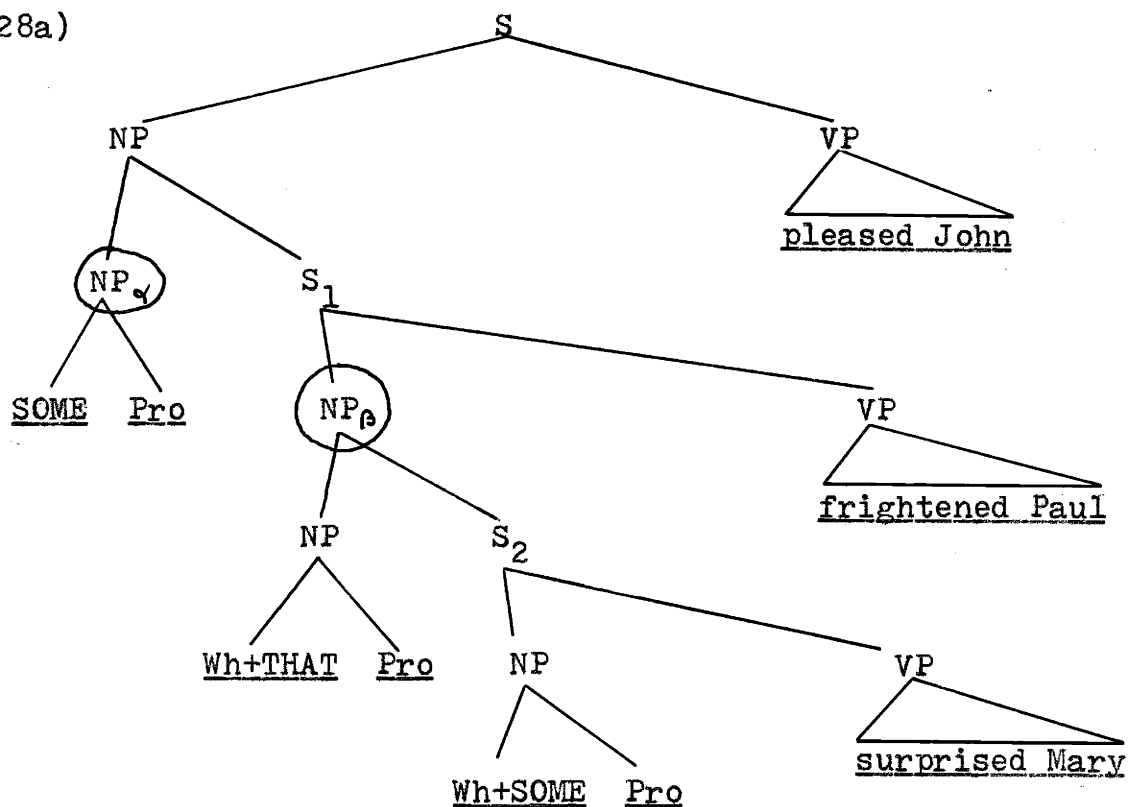 28a)
S
NP VP
pleased John
NPα S1
SOME Pro
NPβ VP
frightened Paul
NP S2
Wh+THAT Pro
NP VP
surprised Mary
Wh+SOME Pro